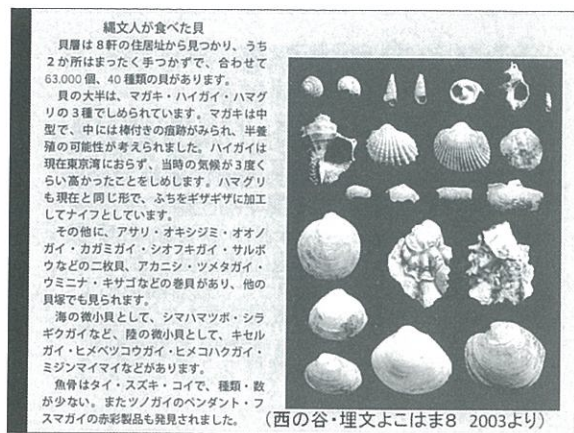 縄文人が食べた貝
貝層は8軒の住居址から見つかり、うち
2か所はまったく手つかずで、合わせて
63.000個、40種類の貝があります。
貝の大半は、マガキ・ハイガイ・ハマグ
リの3種でしめられています。マガキは中
型で、中には棒付きの痕跡がみられ、半養
殖の可能性が考えられました。ハイガイは
現在東京湾におらず、当時の気候が3度く
らい高かったことをしめします。ハマグリ
も現在と同じ形で、ふちをギザギザに加工
してナイフとしています。
その他に、アサリ・オキシジミ・オオノ
ガイ・カガミガイ・シオフキガイ・サルボ
ウなどの二枚貝、アカニシ・ツメタガイ・
ウミニナ・キサゴなどの巻貝があり、他の
貝塚でも見られます。
海の微小貝として、シマハマツボ・シラ
ギクガイなど、陸の微小貝として、キセル
ガイ・ヒメベツコウガイ・ヒメコハクガイ・
ミジンマイマイなどがあります。
魚骨はタイ・スズキ・コイで、種類・数
が少ない。またツノガイのペンダント・フ
スマガイの赤彩製品も発見されました。
(西の谷・埋文よこはま8 2003より)